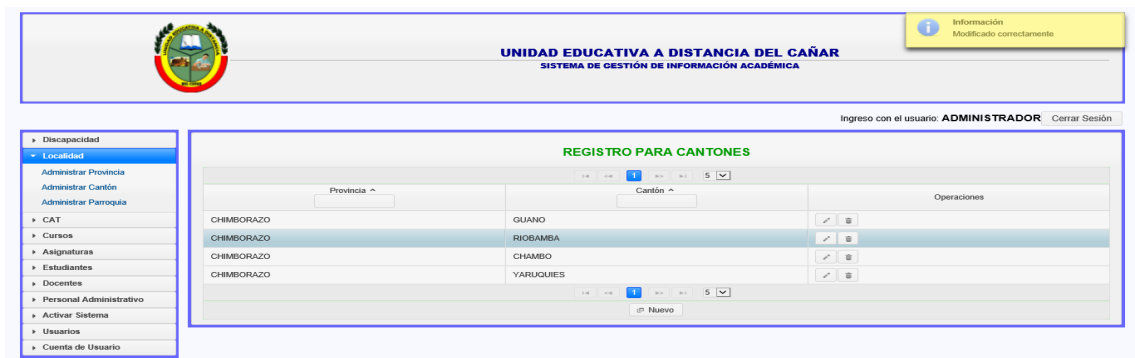 Información
Modificado correctamente
UNIDAD EDUCATIVA A DISTANCIA DEL CAÑAR
SISTEMA DE GESTIÓN DE INFORMACIÓN ACADÉMICA
Ingreso con el usuario: ADMINISTRADOR Cerrar Sesión
Discapacidad
Localidad
Administrar Provincia
Administrar Cantón
Administrar Parroquia
CAT
Cursos
Asignaturas
Estudiantes
Docentes
Personal Administrativo
Activar Sistema
Usuarios
Cuenta de Usuario
REGISTRO PARA CANTONES
1 5
Provincia Cantón Operaciones
CHIMBORAZO GUANO
CHIMBORAZO RIOBAMBA
CHIMBORAZO CHAMBO
CHIMBORAZO YARUQUIES
1 5
Nuevo